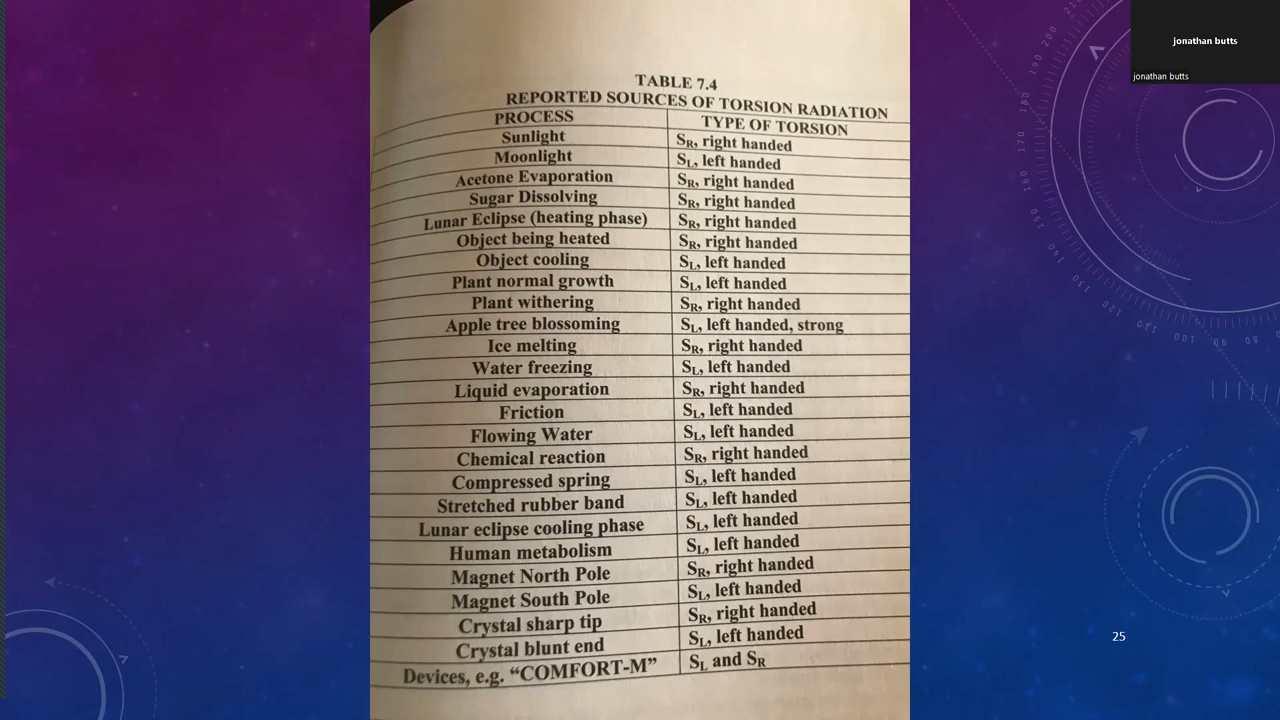 TABLE 7.4
REPORTED SOURCES OF TORSION RADIATION
PROCESS TYPE OF TORSION
Sunlight SR, right handed
Moonlight SL, left handed
Acetone Evaporation SR, right handed
Sugar Dissolving SR, right handed
Lunar Eclipse (heating phase) SR, right handed
Object being heated SR, right handed
Object cooling SL, left handed
Plant normal growth SL, left handed
Plant withering SR, right handed
Apple tree blossoming SL, left handed, strong
Ice melting SR, right handed
Water freezing SL, left handed
Liquid evaporation SR, right handed
Friction SL, left handed
Flowing Water SL, left handed
Chemical reaction SR, right handed
Compressed spring SL, left handed
Stretched rubber band SL, left handed
Lunar eclipse cooling phase SL, left handed
Human metabolism SL, left handed
Magnet North Pole SR, right handed
Magnet South Pole SL, left handed
Crystal sharp tip SR, right handed
Crystal blunt end SL, left handed
Devices, e.g. “COMFORT-M” SL and SR
jonathan butts
jonathan butts
25